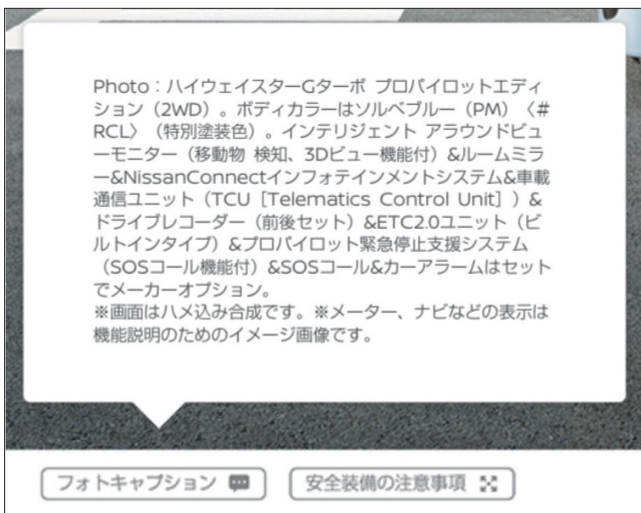 Photo：ハイウェイスターGターボ プロパイロットエディ
ション（2WD）。ボディカラーはソルベブルー（PM）〈#
RCL〉（特別塗装色）。インテリジェント アラウンドビュ
ーモニター（移動物 検知、3Dビュー機能付）&ルームミラ
ー&NissanConnectインフォテインメントシステム&車載
通信ユニット（TCU［Telematics Control Unit］）&
ドライブレコーダー（前後セット）&ETC2.0ユニット（ビ
ルトインタイプ）&プロパイロット緊急停止支援システム
（SOSコール機能付）&SOSコール&カーアラームはセット
でメーカーオプション。
※画面はハメ込み合成です。※メーター、ナビなどの表示は
機能説明のためのイメージ画像です。
フォトキャプション
安全装備の注意事項